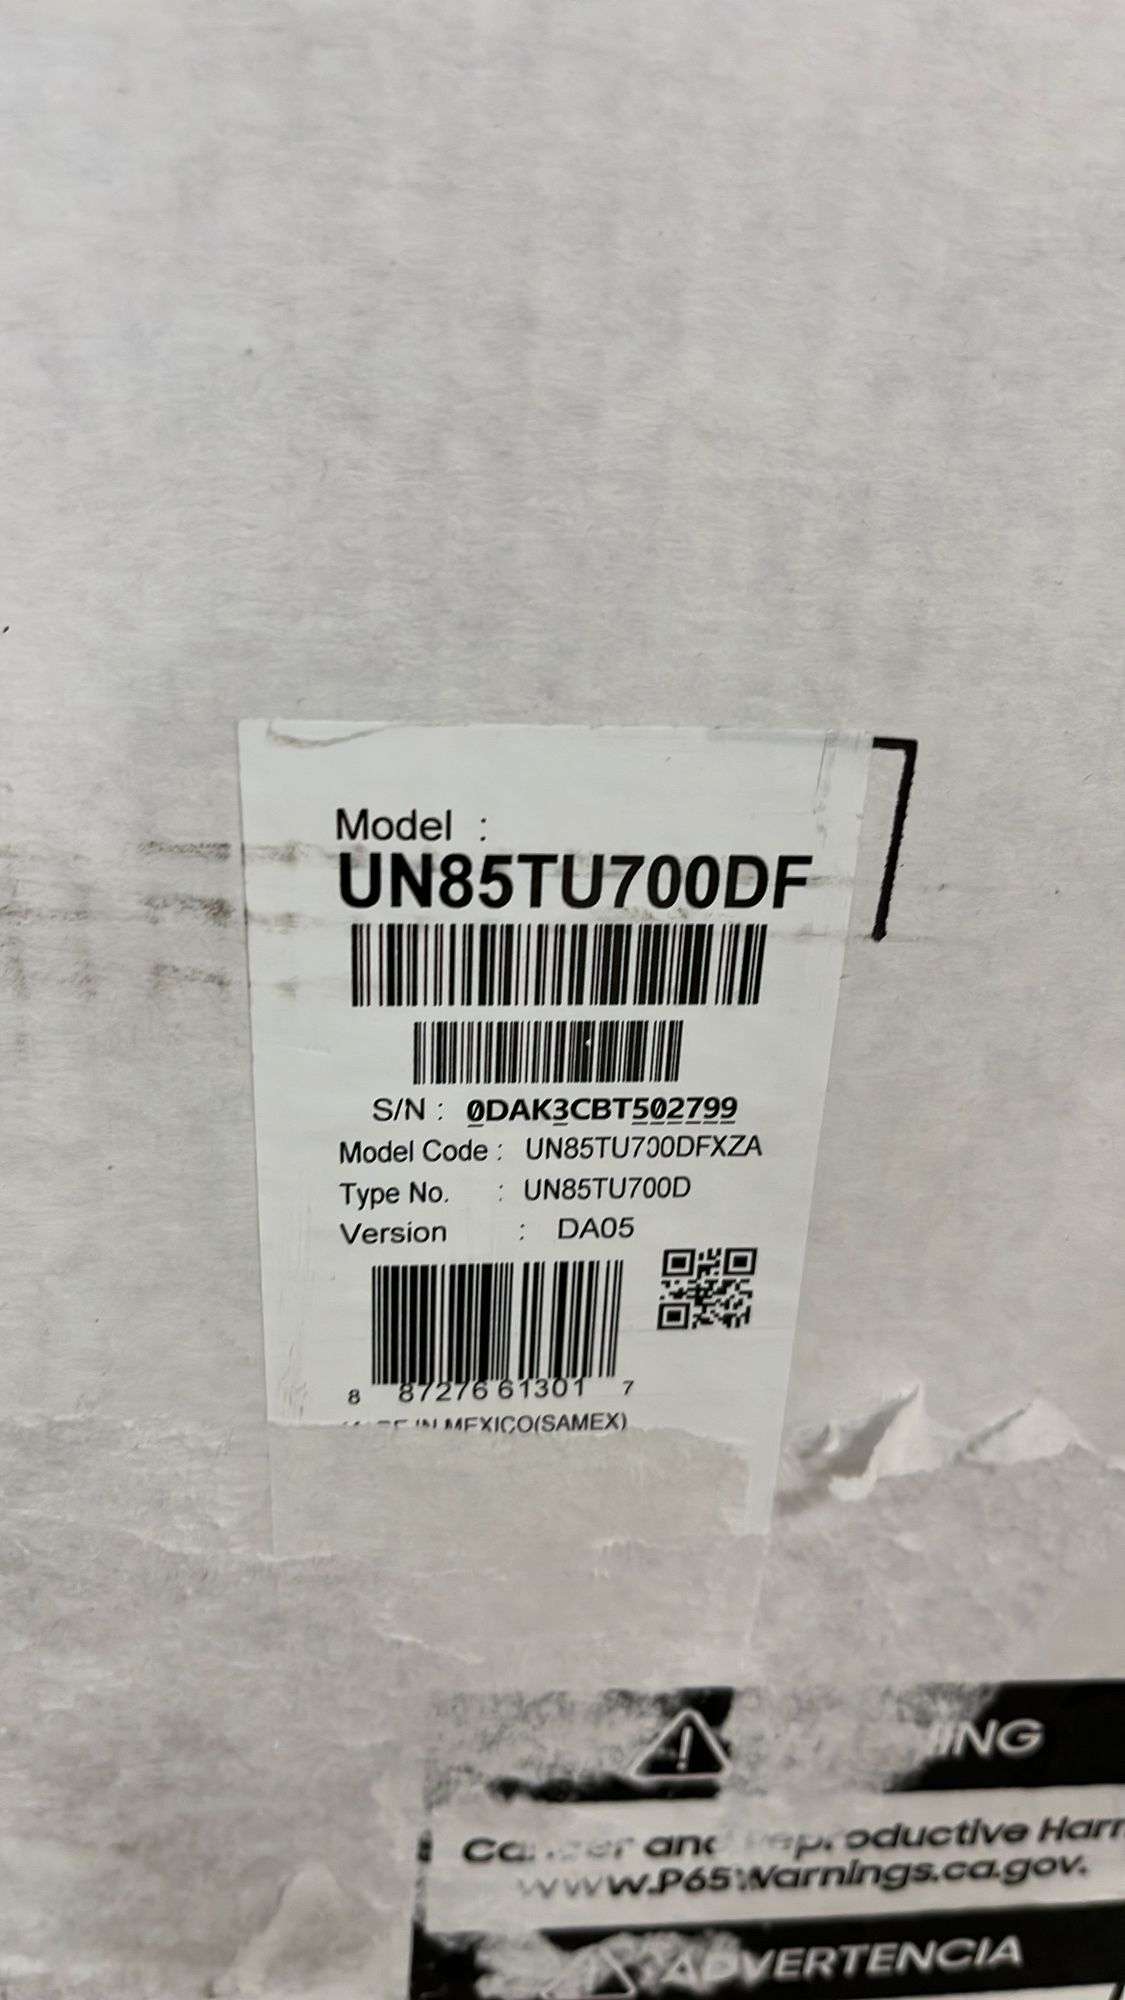 Model :
UN85TU700DF
S/N : 0DAK3CBT502799
Model Code : UN85TU700DFXZA
Type No. : UN85TU700D
Version : DA05
8 87276 61301 7
IN MEXICO(SAMEX)
and
www.P65Warnings.ca.gov.
ADVERTENCIA